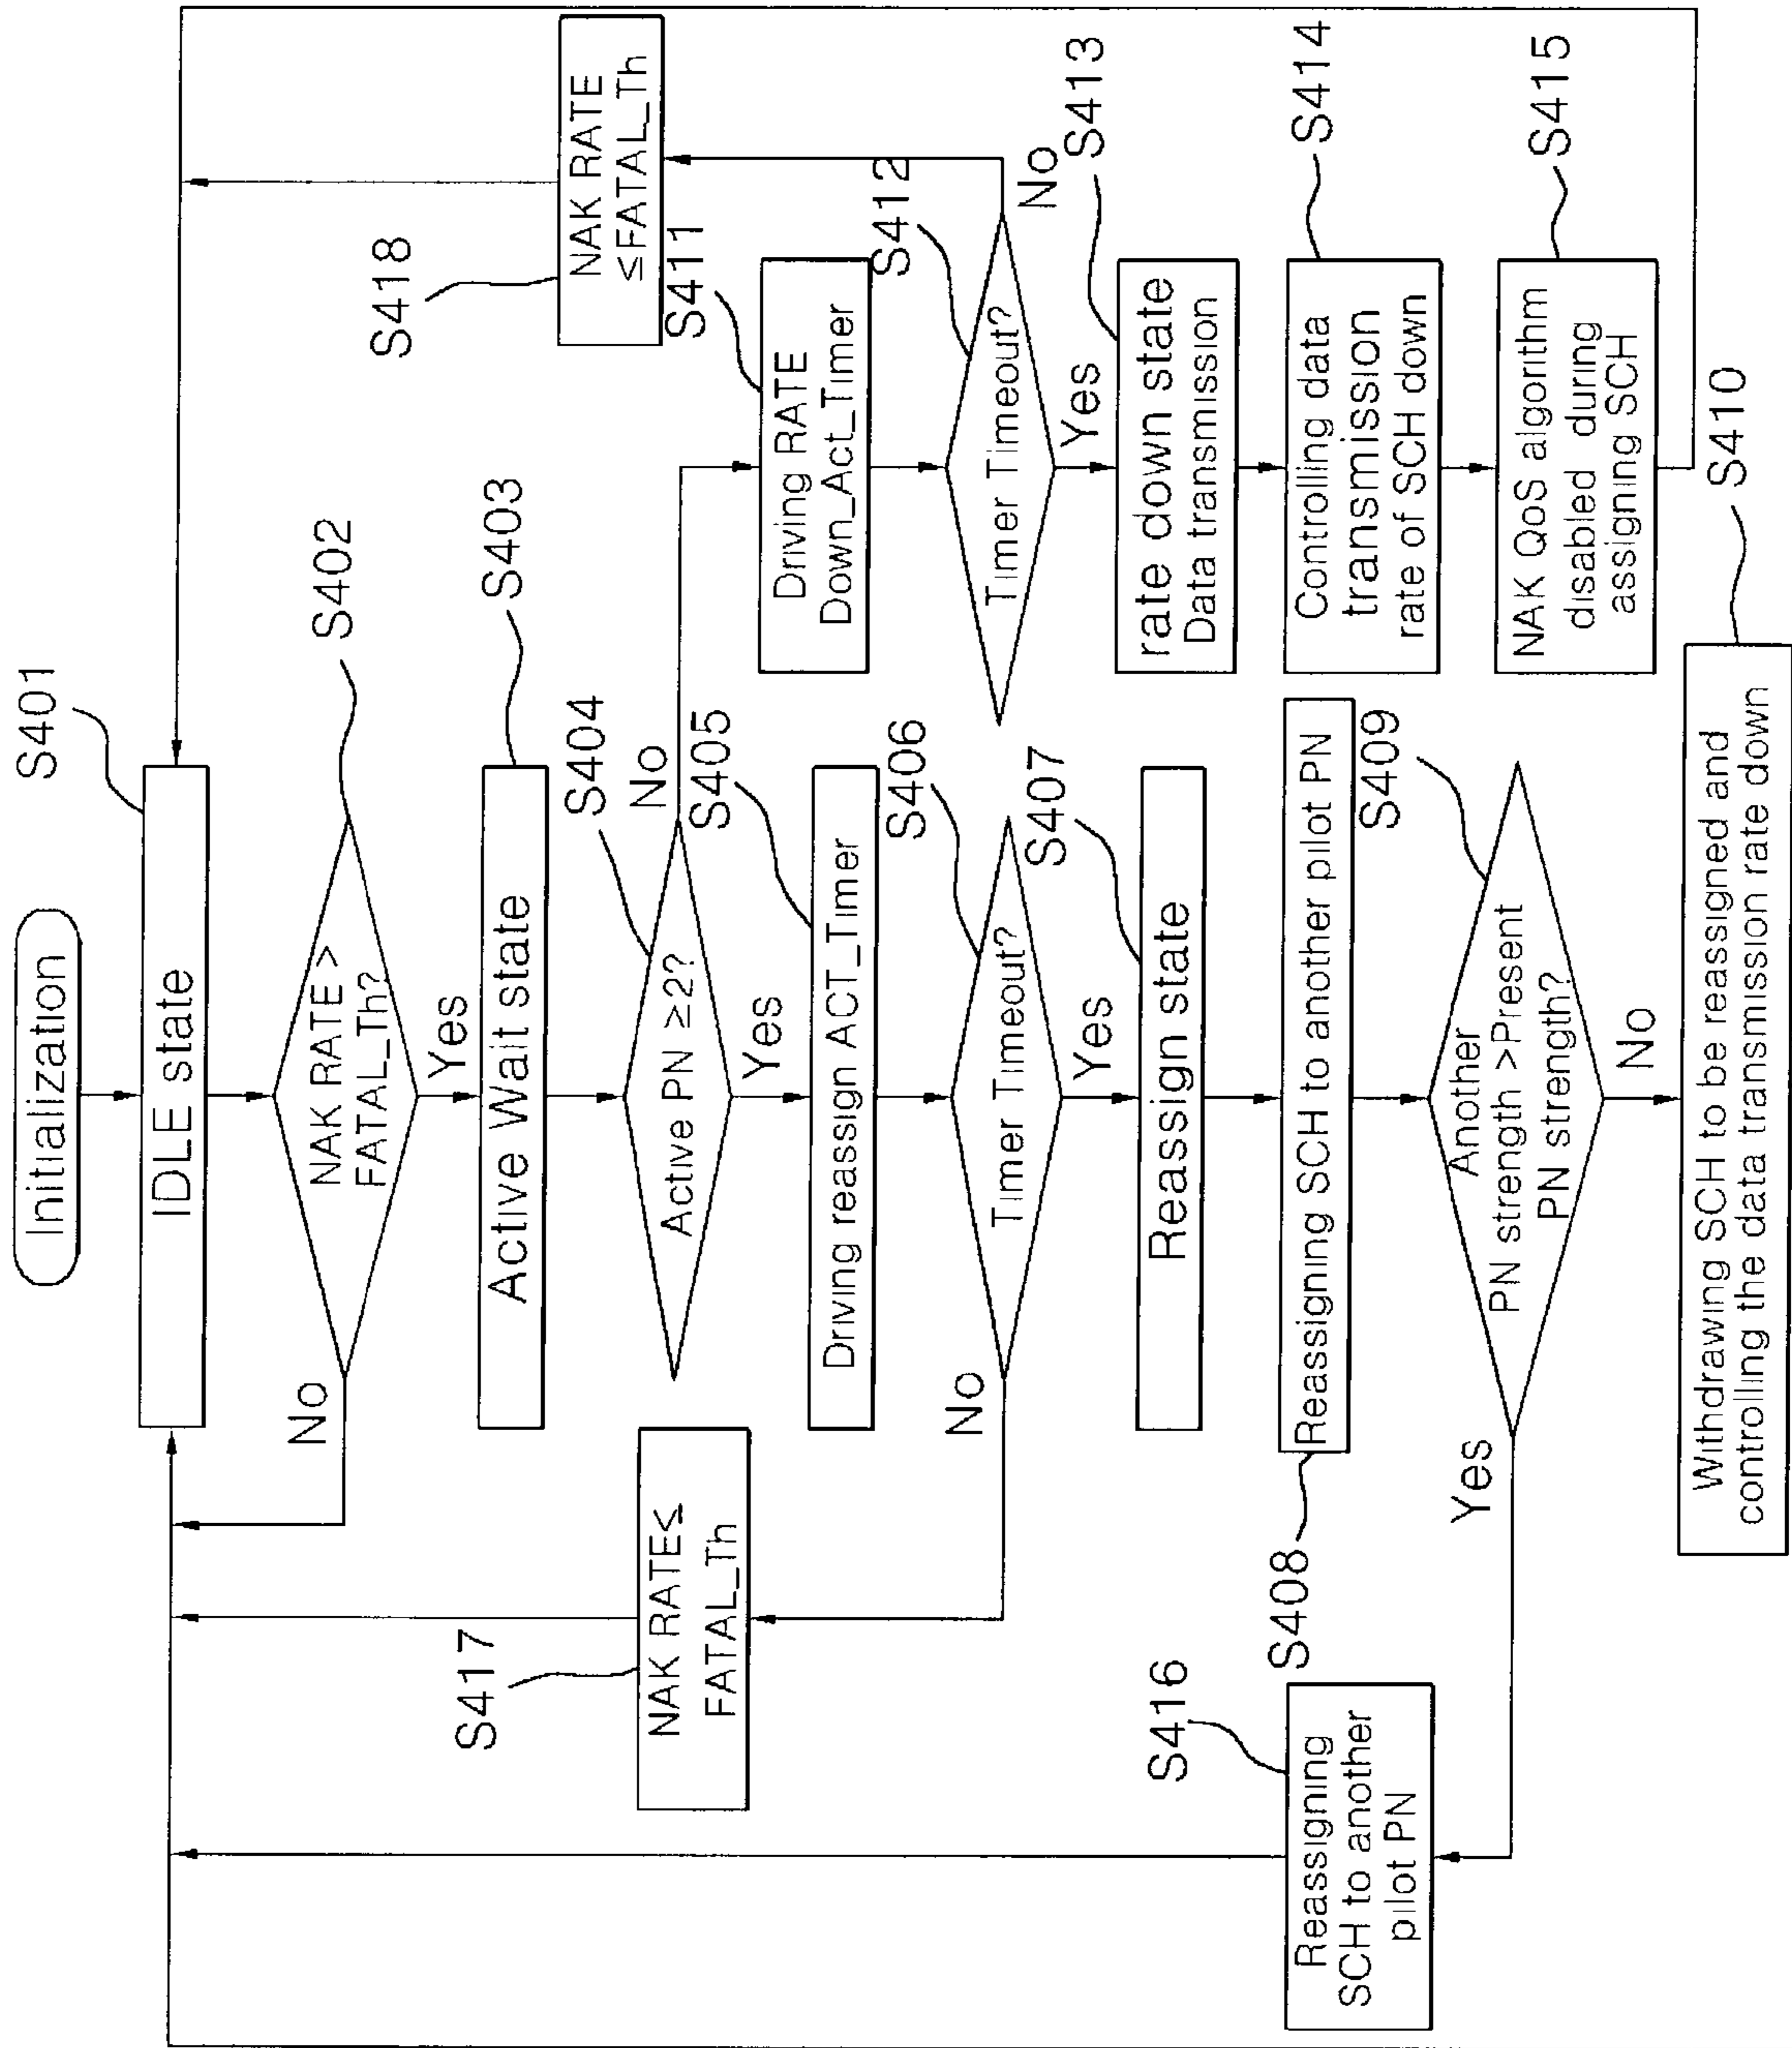 Initialization
S401
IDLE state
S402
NAK RATE >
FATAL_Th?
No
Yes
S403
Active Wait state
S404
Active PN ≥2?
No
Yes
S405
Driving reassign ACT_Timer
S406
Timer Timeout?
No
Yes
S407
Reassign state
S408
Reassigning SCH to another pilot PN
S409
Another
PN strength >Present
PN strength?
Yes
No
S410
Withdrawing SCH to be reassigned and
controlling the data transmission rate down
S411
Driving RATE
Down_Act_Timer
S412
Timer Timeout?
No
Yes
S413
rate down state
Data transmission
S414
Controlling data
transmission
rate of SCH down
S415
NAK QoS algorithm
disabled during
assigning SCH
S416
Reassigning
SCH to another
pilot PN
S417
NAK RATE≤
FATAL_Th
S418
NAK RATE
≤FATAL_Th